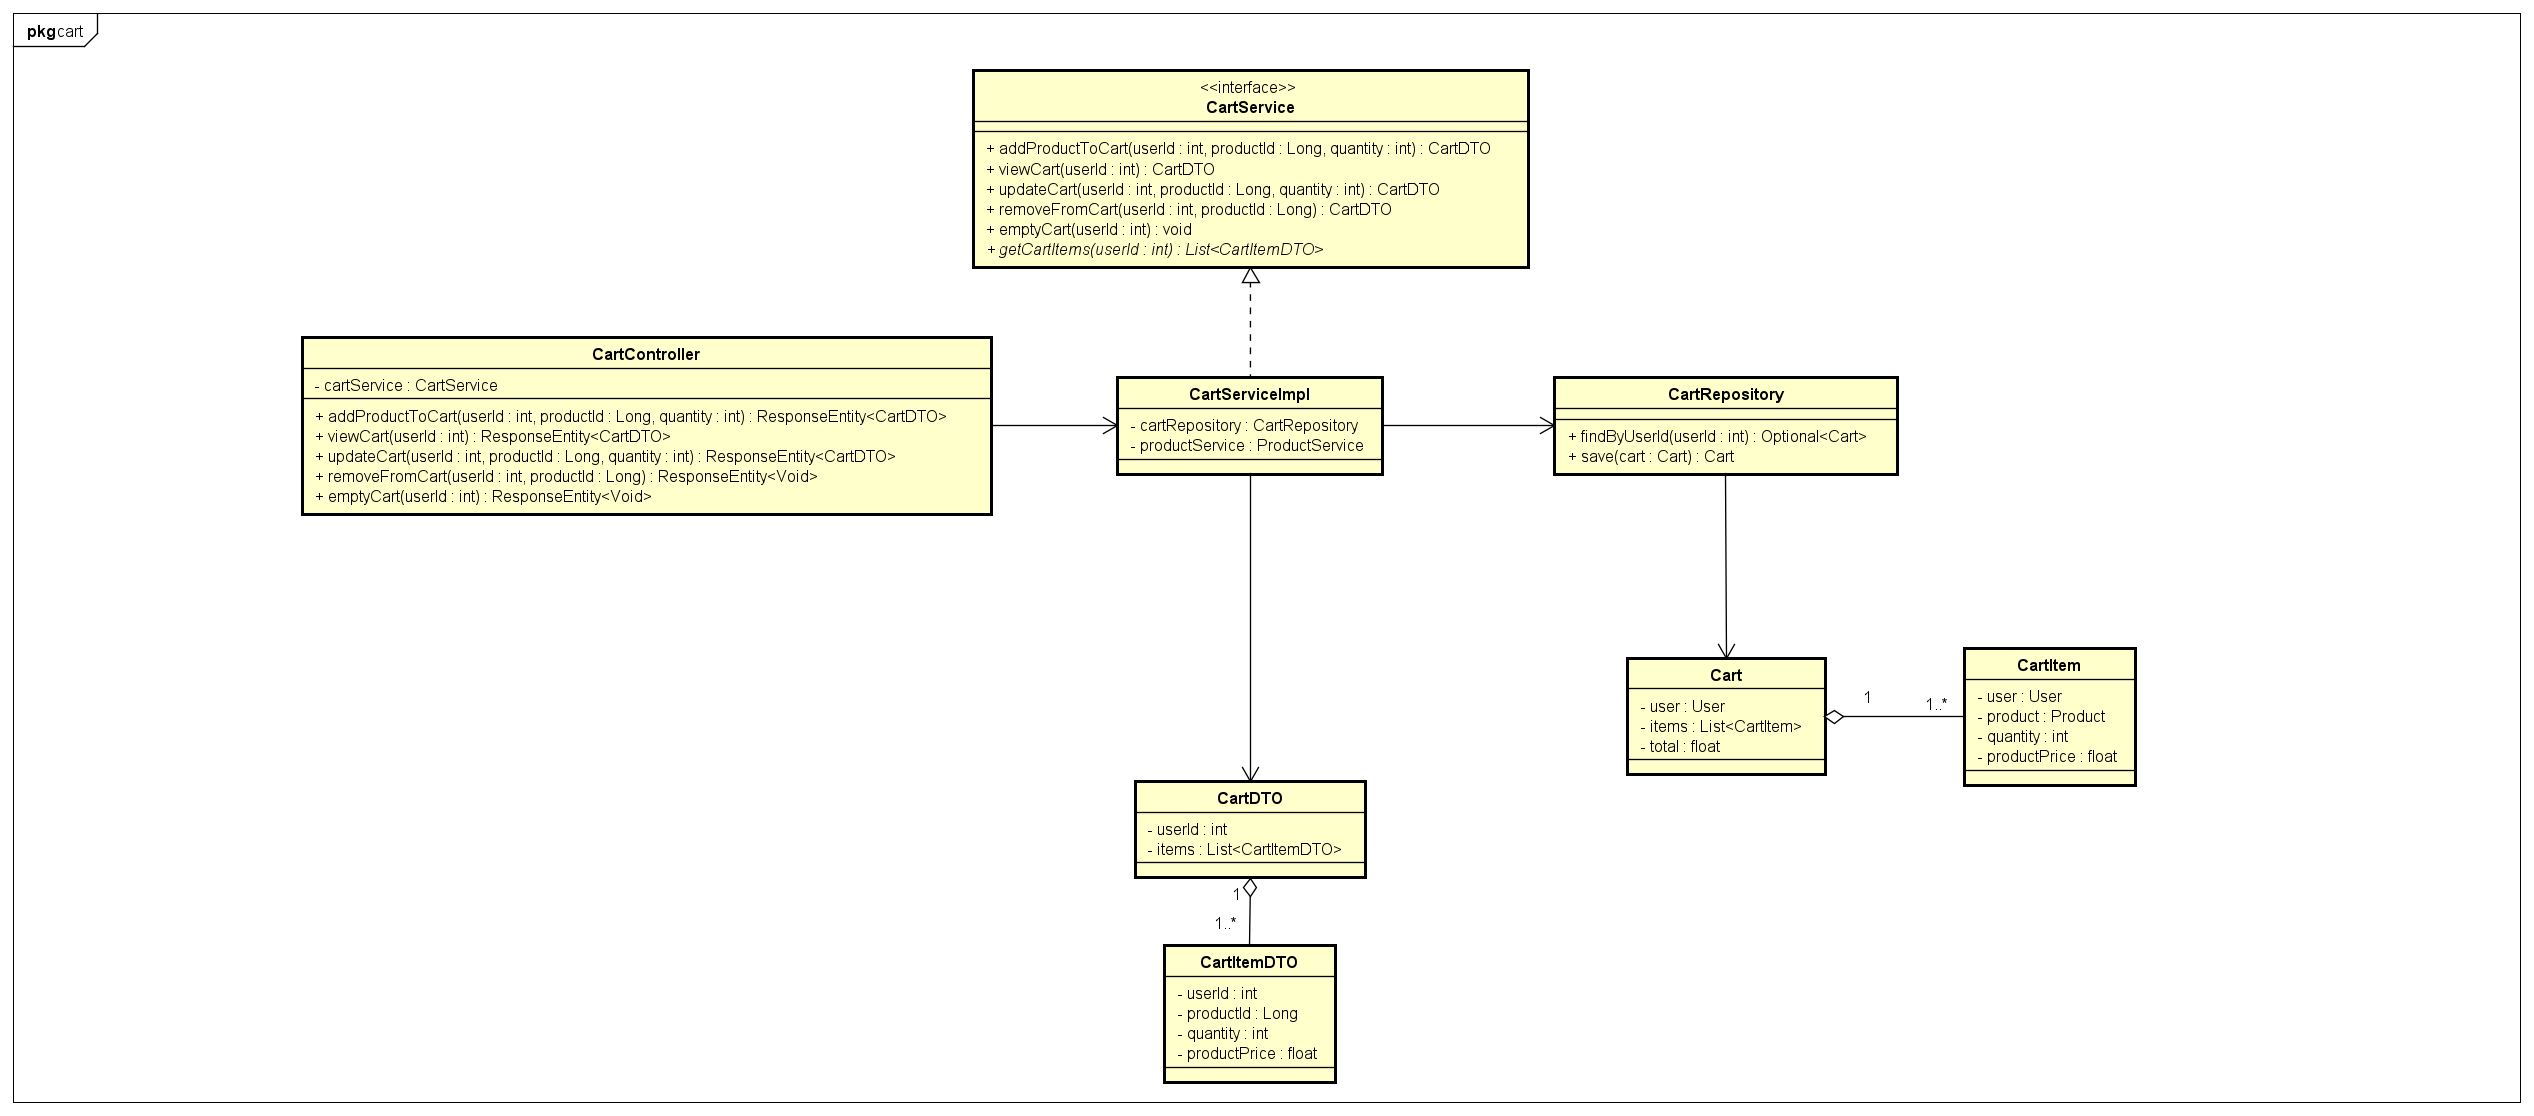 pkg cart
<<interface>>
CartService
+ addProductToCart(userId : int, productId : Long, quantity : int) : CartDTO
+ viewCart(userId : int) : CartDTO
+ updateCart(userId : int, productId : Long, quantity : int) : CartDTO
+ removeFromCart(userId : int, productId : Long) : CartDTO
+ emptyCart(userId : int) : void
+ getCartItems(userId : int) : List<CartItemDTO>
CartController
- cartService : CartService
+ addProductToCart(userId : int, productId : Long, quantity : int) : ResponseEntity<CartDTO>
+ viewCart(userId : int) : ResponseEntity<CartDTO>
+ updateCart(userId : int, productId : Long, quantity : int) : ResponseEntity<CartDTO>
+ removeFromCart(userId : int, productId : Long) : ResponseEntity<Void>
+ emptyCart(userId : int) : ResponseEntity<Void>
CartServiceImpl
- cartRepository : CartRepository
- productService : ProductService
CartRepository
+ findByUserId(userId : int) : Optional<Cart>
+ save(cart : Cart) : Cart
Cart
- user : User
- items : List<CartItem>
- total : float
1
1..*
CartItem
- user : User
- product : Product
- quantity : int
- productPrice : float
CartDTO
- userId : int
- items : List<CartItemDTO>
1
1..*
CartItemDTO
- userId : int
- productId : Long
- quantity : int
- productPrice : float